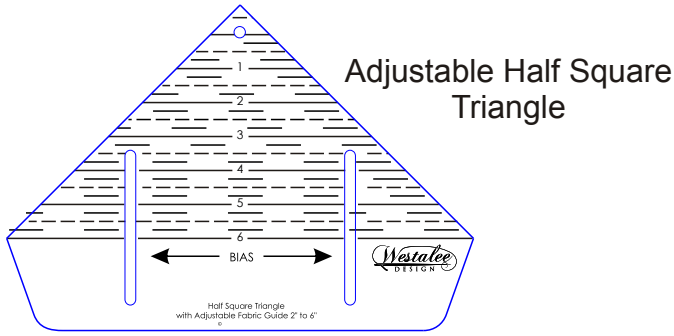 Adjustable Half Square
Triangle
1
2
3
4
5
6
BIAS
Westalee
DESIGN
Half Square Triangle
with Adjustable Fabric Guide 2" to 6"
©